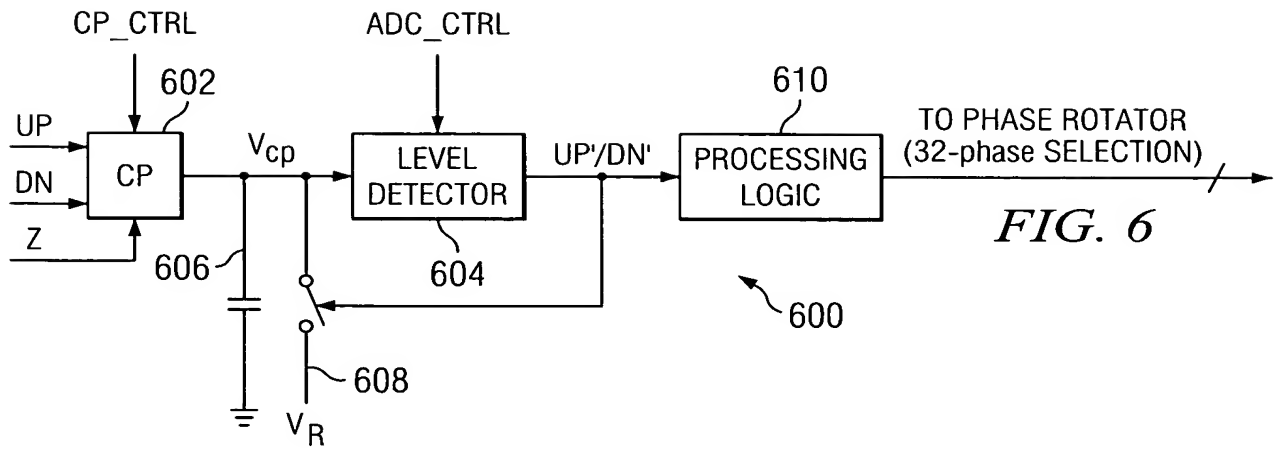 CP_CTRL
ADC_CTRL
602
610
UP
DN
Z
CP
Vcp
LEVEL
DETECTOR
UP'/DN'
PROCESSING
LOGIC
TO PHASE ROTATOR
(32-phase SELECTION)
606
604
FIG. 6
600
608
VR